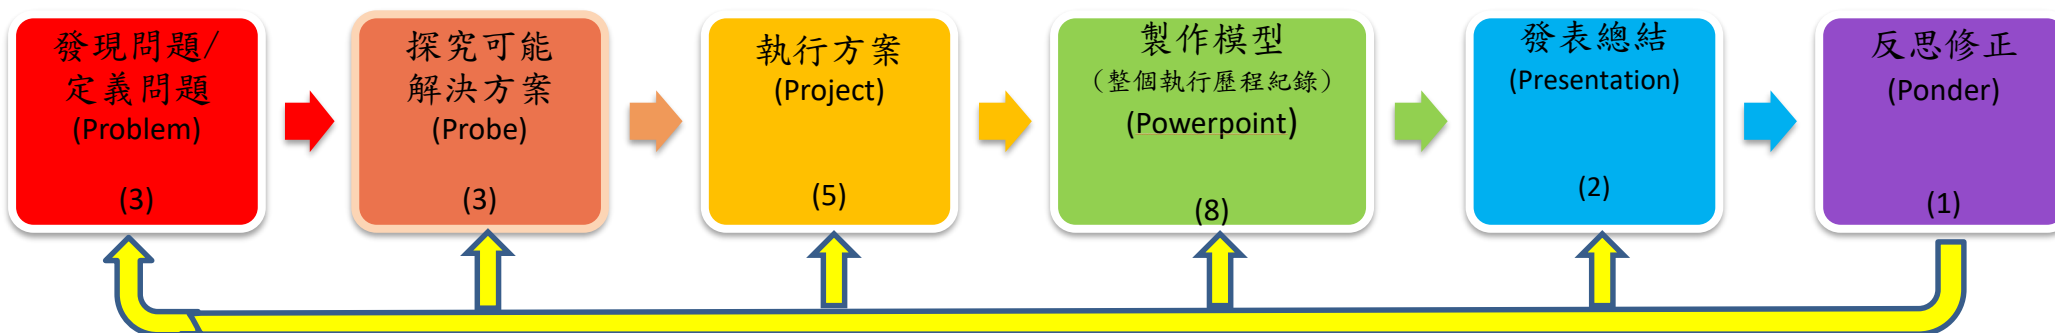 發現問題/
定義問題
(Problem)
(3)
探究可能
解決方案
(Probe)
(3)
執行方案
(Project)
(5)
製作模型
（整個執行歷程紀錄）
(Powerpoint)
(8)
發表總結
(Presentation)
(2)
反思修正
(Ponder)
(1)